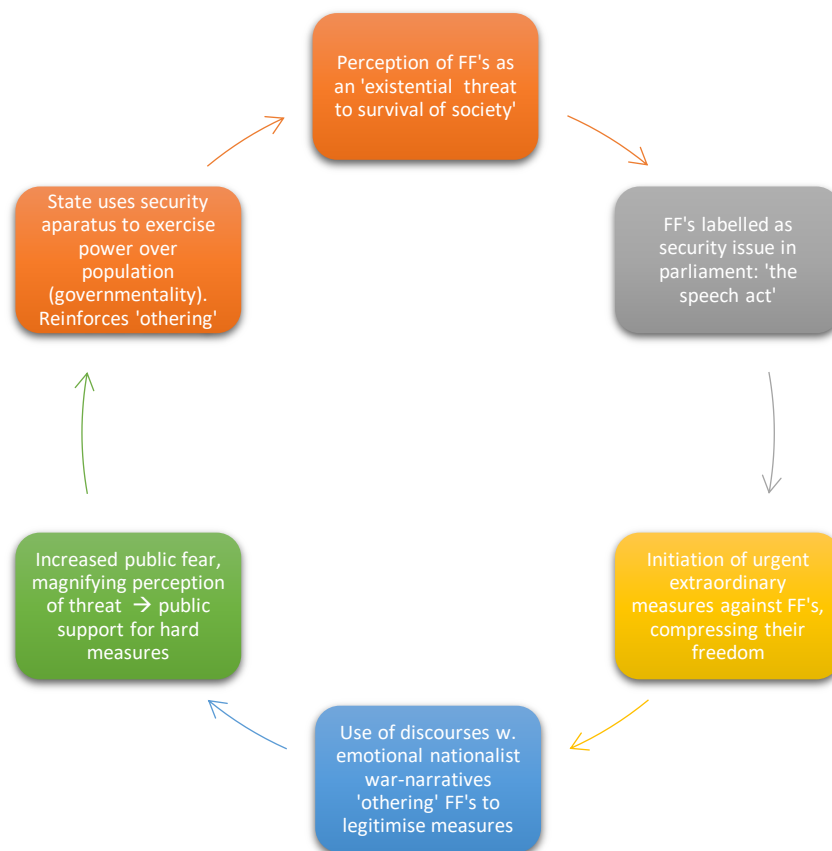 Perception of FF's as
an 'existential threat
to survival of society'
FF's labelled as
security issue in
parliament: 'the
speech act'
Initiation of urgent
extraordinary
measures against FF's,
compressing their
freedom
Use of discourses w.
emotional nationalist
war-narratives
'othering' FF's to
legitimise measures
Increased public fear,
magnifying perception
of threat → public
support for hard
measures
State uses security
aparatus to exercise
power over
population
(governmentality).
Reinforces 'othering'